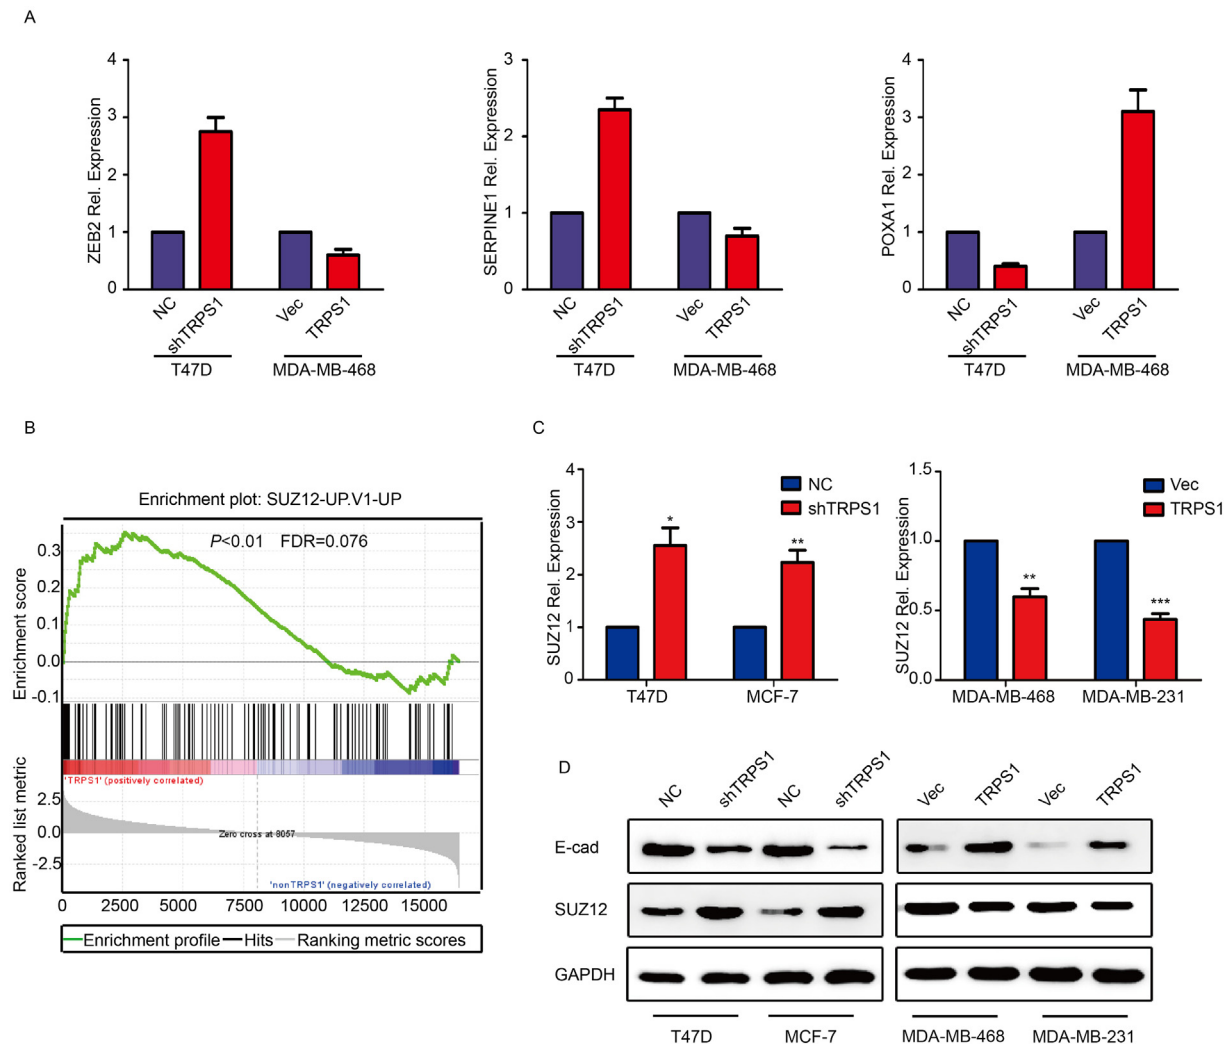 A
ZEB2 Rel. Expression
4
3
2
1
0
NC
shTRPS1
Vec
TRPS1
T47D
MDA-MB-468
SERPINE1 Rel. Expression
3
2
1
0
NC
shTRPS1
Vec
TRPS1
T47D
MDA-MB-468
POXA1 Rel. Expression
4
3
2
1
0
NC
shTRPS1
Vec
TRPS1
T47D
MDA-MB-468
B
Enrichment plot: SUZ12-UP.V1-UP
P<0.01 FDR=0.076
Enrichment score
0.3
0.2
0.1
0.0
-0.1
'TRPS1' (positively correlated)
Ranked list metric
2.5
0.0
-2.5
Zero cross at 8057
'nonTRPS1' (negatively correlated)
0 2500 5000 7500 10000 12500 15000
Enrichment profile Hits Ranking metric scores
C
SUZ12 Rel. Expression
4
3
2
1
0
NC
shTRPS1
*
**
T47D
MCF-7
SUZ12 Rel. Expression
1.5
1.0
0.5
0.0
Vec
TRPS1
**
***
MDA-MB-468
MDA-MB-231
D
NC shTRPS1 NC shTRPS1 Vec TRPS1 Vec TRPS1
E-cad
SUZ12
GAPDH
T47D MCF-7 MDA-MB-468 MDA-MB-231